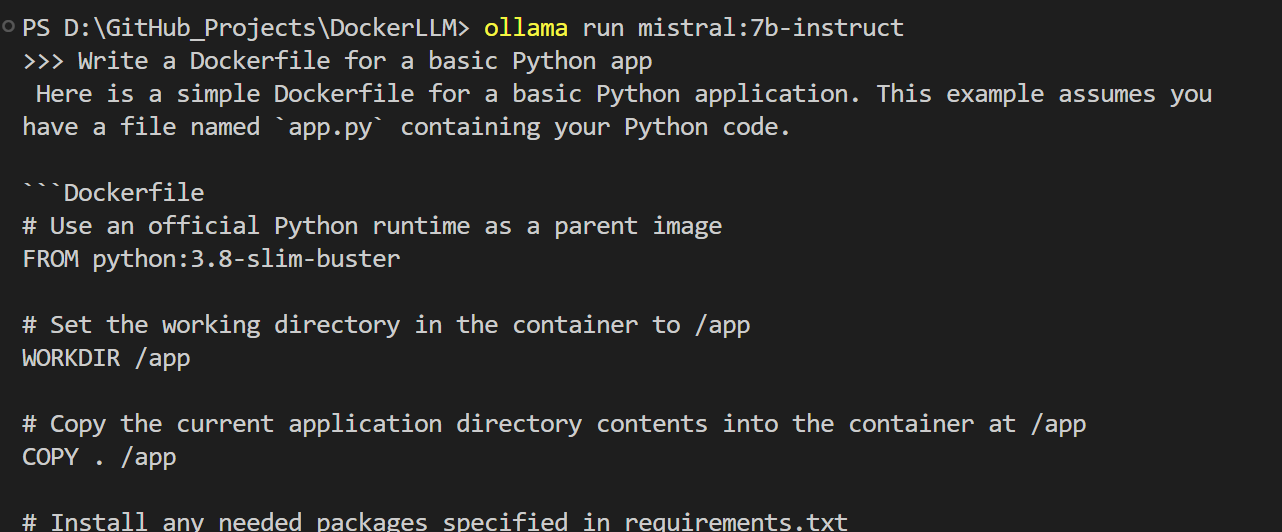 PS D:\GitHub_Projects\DockerLLM> ollama run mistral:7b-instruct
>>> Write a Dockerfile for a basic Python app
Here is a simple Dockerfile for a basic Python application. This example assumes you
have a file named `app.py` containing your Python code.
```Dockerfile
# Use an official Python runtime as a parent image
FROM python:3.8-slim-buster
# Set the working directory in the container to /app
WORKDIR /app
# Copy the current application directory contents into the container at /app
COPY . /app
# Install any needed packages specified in requirements.txt